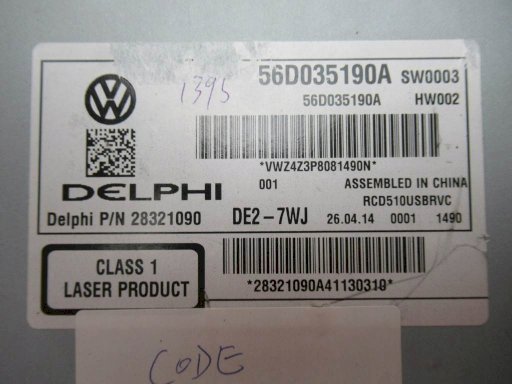 56D035190A SW0003
1395
56D035190A HW002
*VWZ4Z3P8081490N*
001 ASSEMBLED IN CHINA
DELPHI
RCD510USBRVC
Delphi P/N 28321090 DE2-7WJ 26.04.14 0001 1490
CLASS 1
LASER PRODUCT
*28321090A41130310*
CODE